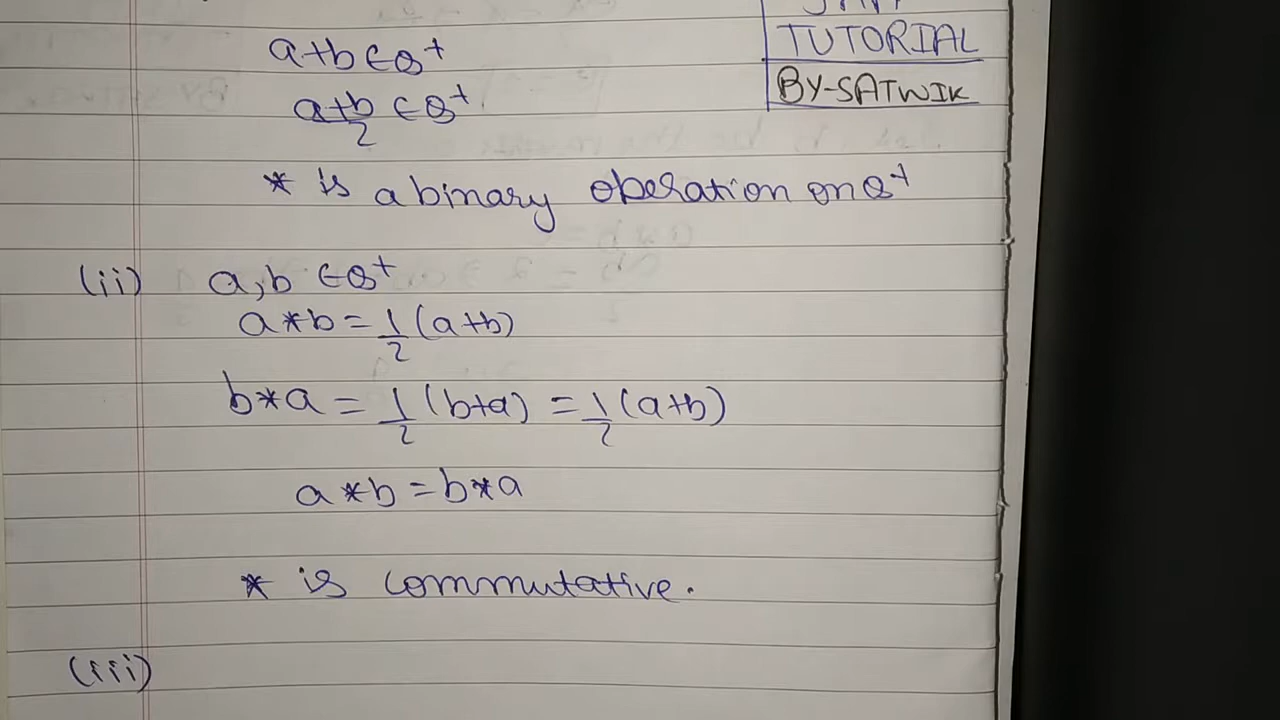 TUTORIAL
BY-SATWIK
a+b ∈ Q⁺
a+b/2 ∈ Q⁺
* is a binary operation on Q⁺
(ii) a,b ∈ Q⁺
a*b = 1/2 (a+b)
b*a = 1/2 (b+a) = 1/2 (a+b)
a*b = b*a
* is commutative.
(iii)